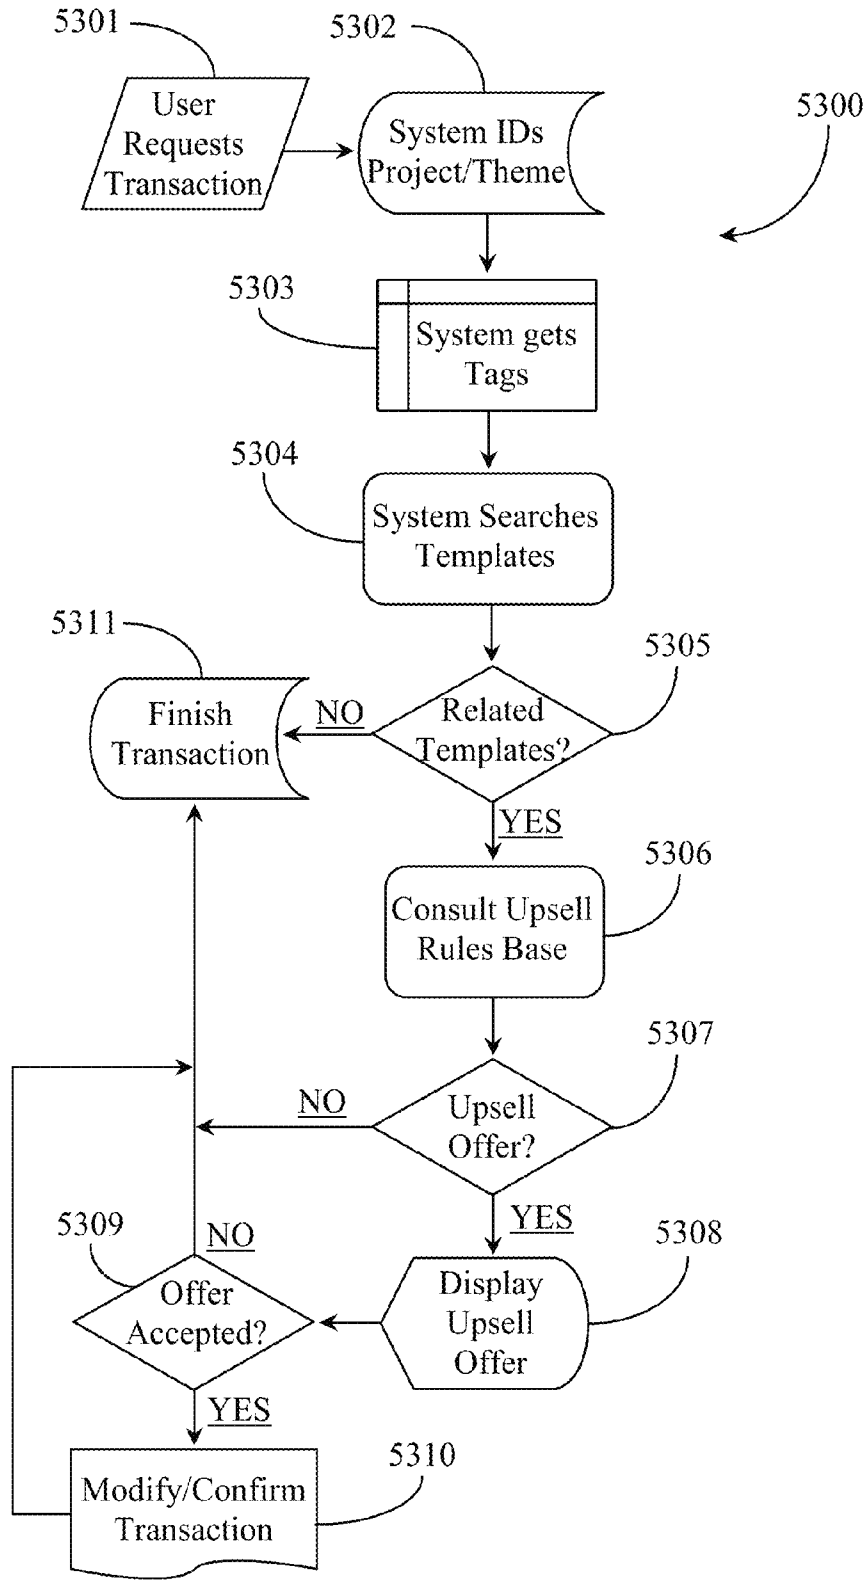 5301
5302
5300
User
Requests
Transaction
System IDs
Project/Theme
5303
System gets
Tags
5304
System Searches
Templates
5311
5305
Finish
Transaction
NO
Related
Templates?
YES
5306
Consult Upsell
Rules Base
5307
NO
Upsell
Offer?
5309
NO
YES
5308
Offer
Accepted?
Display
Upsell
Offer
YES
5310
Modify/Confirm
Transaction